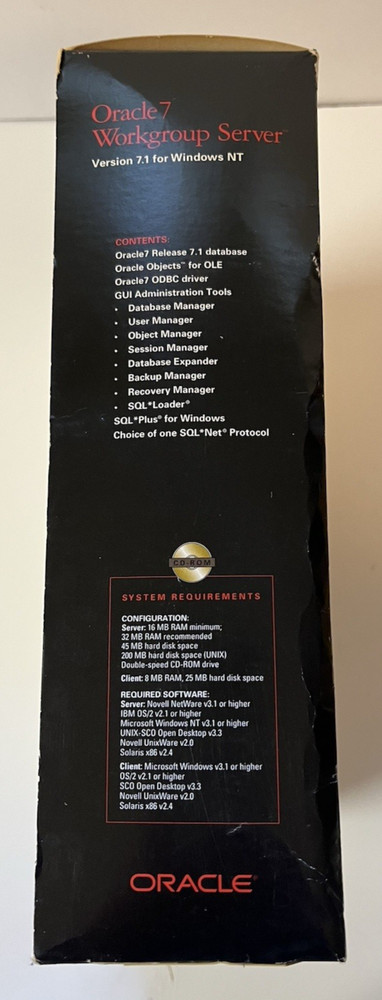 Oracle7
Workgroup Server™
Version 7.1 for Windows NT
CONTENTS:
Oracle7 Release 7.1 database
Oracle Objects™ for OLE
Oracle7 ODBC driver
GUI Administration Tools
• Database Manager
• User Manager
• Object Manager
• Session Manager
• Database Expander
• Backup Manager
• Recovery Manager
• SQL*Loader®
SQL*Plus® for Windows
Choice of one SQL*Net® Protocol
CD-ROM
SYSTEM REQUIREMENTS
CONFIGURATION:
Server: 16 MB RAM minimum;
32 MB RAM recommended
45 MB hard disk space
200 MB hard disk space (UNIX)
Double-speed CD-ROM drive
Client: 8 MB RAM, 25 MB hard disk space
REQUIRED SOFTWARE:
Server: Novell NetWare v3.1 or higher
IBM OS/2 v2.1 or higher
Microsoft Windows NT v3.1 or higher
UNIX-SCO Open Desktop v3.3
Novell UnixWare v2.0
Solaris x86 v2.4
Client: Microsoft Windows v3.1 or higher
OS/2 v2.1 or higher
SCO Open Desktop v3.3
Novell UnixWare v2.0
Solaris x86 v2.4
ORACLE®